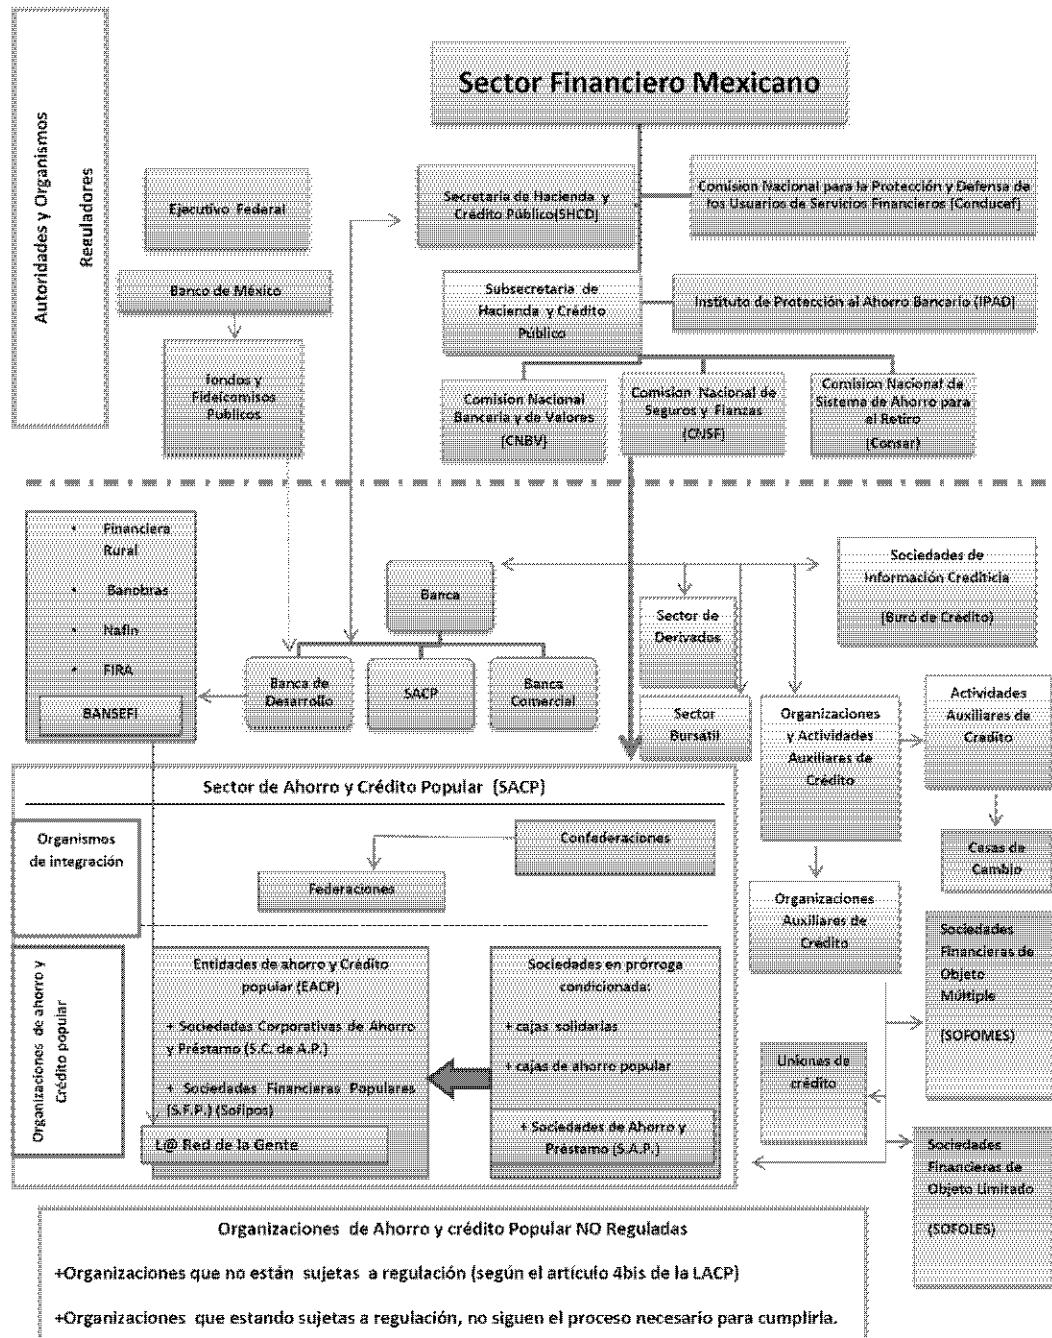 Sector Financiero Mexicano
Autoridades y Organismos
Reguladores
Ejecutivo Federal
Secretaria de Hacienda y
Crédito Público(SHCD)
Comision Nacional para la Protección y Defensa de
los Usuarios de Servicios Financieros (Conducef)
Banco de México
Subsecretaria de
Hacienda y Crédito
Público
Instituto de Protección al Ahorro Bancario (IPAD)
Fondos y
Fideicomisos
Publicos
Comision Nacional
Bancaria y de Valores
(CNBV)
Comision Nacional de
Seguros y Fianzas
(CNSF)
Comision Nacional de
Sistema de Ahorro para
el Retiro
(Consar)
• Financiera
Rural
• Banobras
• Nafin
• FIRA
BANSEFI
Banca
Sociedades de
Información Crediticia
(Buró de Crédito)
Sector de
Derivados
Banca de
Desarrollo
SACP
Banca
Comercial
Sector
Bursátil
Organizaciones
y Actividades
Auxiliares de
Crédito
Actividades
Auxiliares de
Credito
Casas de
Cambio
Sector de Ahorro y Crédito Popular (SACP)
Organismos
de integración
Confederaciones
Federaciones
Organizaciones
Auxiliares de
Crédito
Sociedades
Financieras de
Objeto
Múltiple
(SOFOMES)
Organizaciones de ahorro y
Crédito popular
Entidades de ahorro y Crédito
popular (EACP)
+ Sociedades Corporativas de Ahorro
y Préstamo (S.C. de A.P.)
+ Sociedades Financieras Populares
(S.F.P.) (Sofipos)
L@ Red de la Gente
Sociedades en prórroga
condicionada:
+ cajas solidarias
+ cajas de ahorro popular
+ Sociedades de Ahorro y
Préstamo (S.A.P.)
Uniones de
crédito
Sociedades
Financieras de
Objeto Limitado
(SOFOLES)
Organizaciones de Ahorro y crédito Popular NO Reguladas
+Organizaciones que no están sujetas a regulación (según el artículo 4bis de la LACP)
+Organizaciones que estando sujetas a regulación, no siguen el proceso necesario para cumplirla.